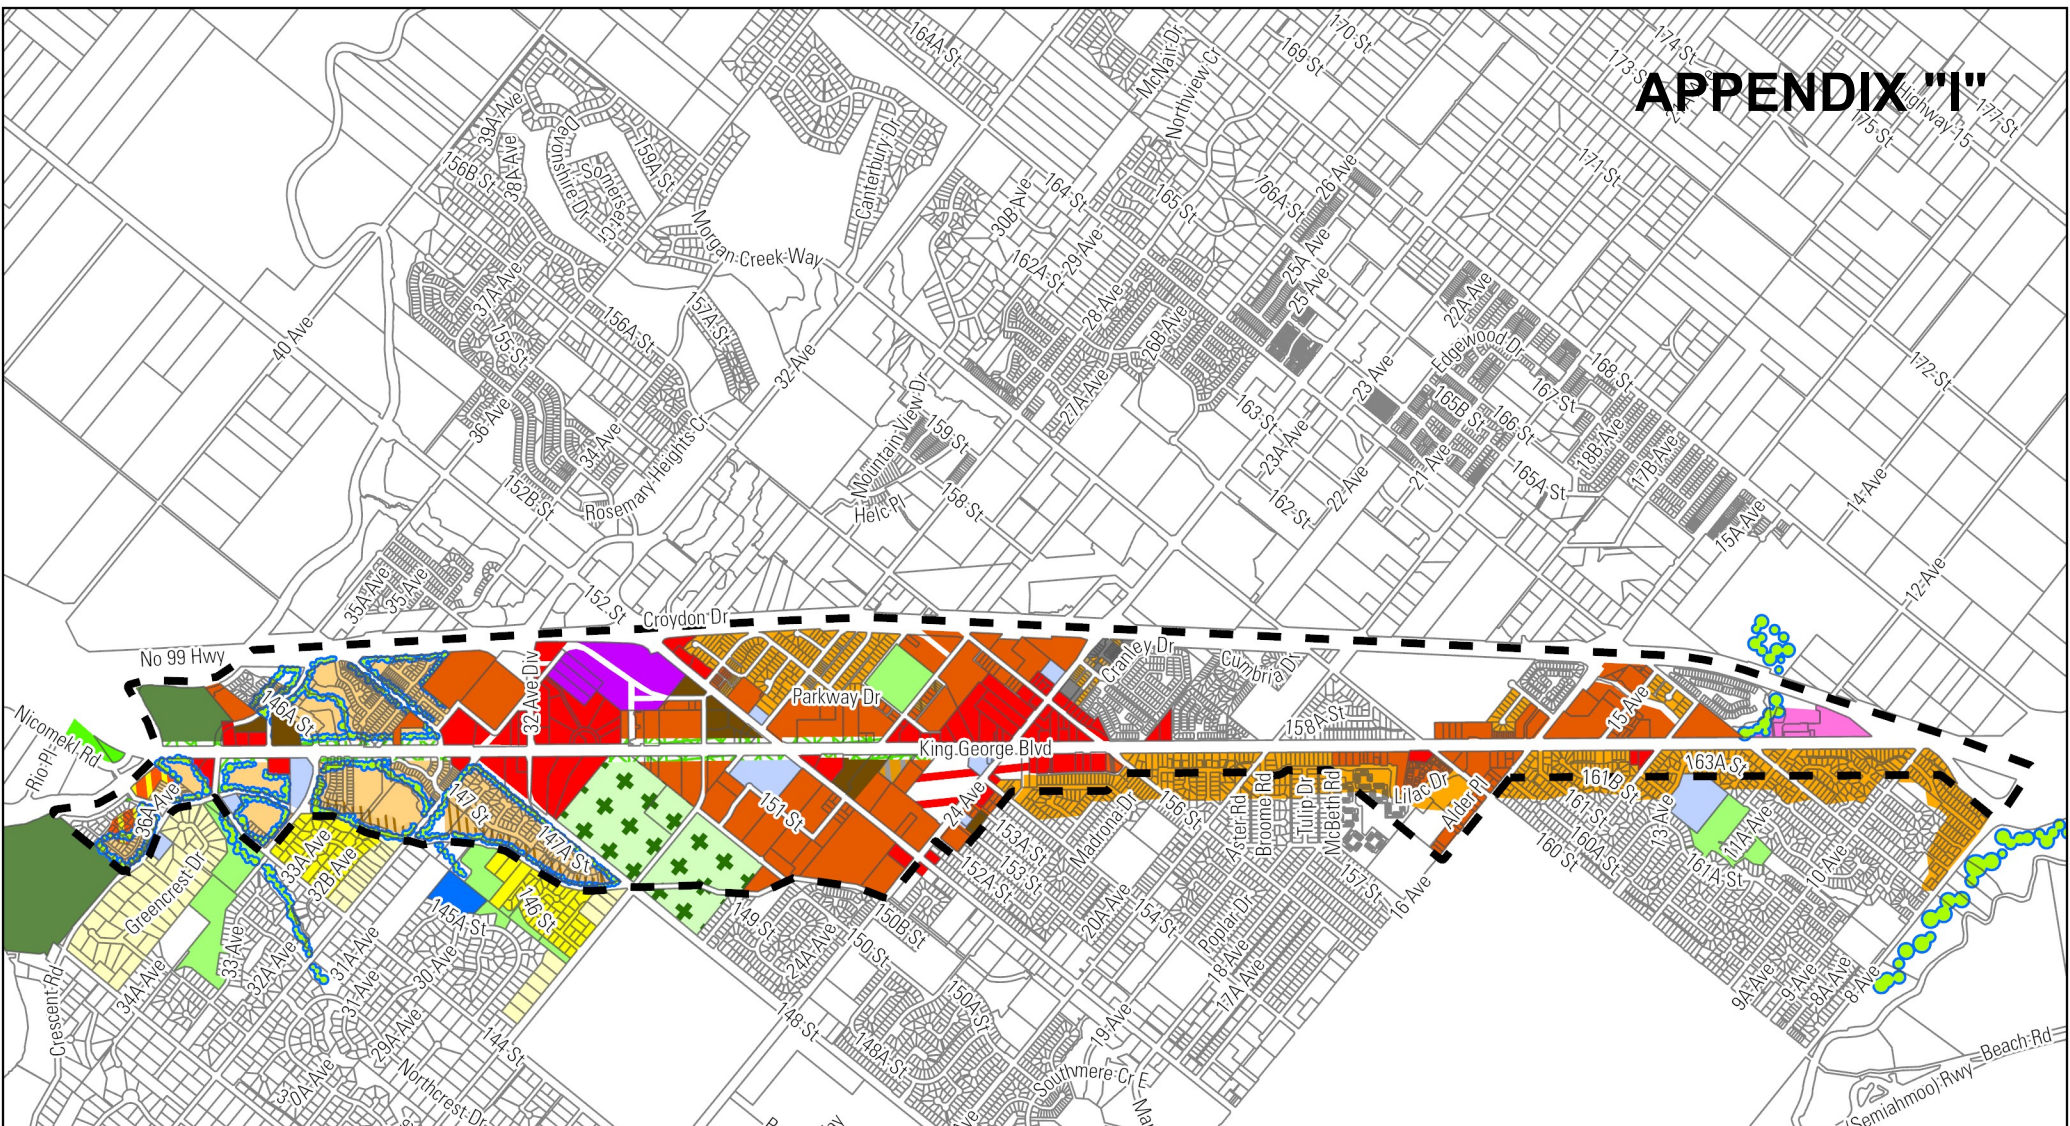 164A St
McNair Dr
Northview Cr
170 St
169 St
174 St
APPENDIX "I"
Highway 15
177 St
175 St
39A Ave
38A Ave
156B St
Devonshire Dr
Somerset Cr
159A St
Canterbury Dr
Morgan Creek Way
30B Ave
164 St
165 St
166A St
26 Ave
171 St
162A St
29 Ave
25A Ave
25 Ave
28 Ave
26B Ave
27A Ave
22A Ave
Edgewood Dr
168 St
172 St
40 Ave
37A Ave
155 St
156A St
157A St
32 Ave
36 Ave
34 Ave
152B St
Rosemary Heights Cr
Mountain View Dr
159 St
158 St
Helc Pl
163 St
23A Ave
23 Ave
162 St
22 Ave
21 Ave
165B St
166 St
167 St
165A St
18B Ave
17B Ave
15A Ave
14 Ave
12 Ave
35A Ave
35 Ave
152 St
Croydon Dr
No 99 Hwy
32 Ave Div
Parkway Dr
Cranley Dr
Cumbria Dr
158A St
15 Ave
146A St
Nicomekl Rd
Rio Pl
King George Blvd
163A St
161B St
36A Ave
147 St
147A St
151 St
24 Ave
153A St
153 St
152A St
Madrona Dr
156 St
Aster Rd
Broome Rd
Tulip Dr
McBeth Rd
Lilac Dr
Alder Pl
161 St
160A St
160 St
13 Ave
11A Ave
161A St
10 Ave
Greencrest Dr
33A Ave
32B Ave
146 St
145A St
149 St
24A Ave
150 St
150B St
20A Ave
154 St
Poplar Dr
18 Ave
17A Ave
157 St
16 Ave
Crescent Rd
34A Ave
33 Ave
32A Ave
31A Ave
31 Ave
30 Ave
29A Ave
30A Ave
144 St
Northcrest Dr
148 St
148A St
150A St
19 Ave
Southmere Cr E
9A Ave
9 Ave
8A Ave
8 Ave
Beach Rd
(Semiahmoo) Rwy